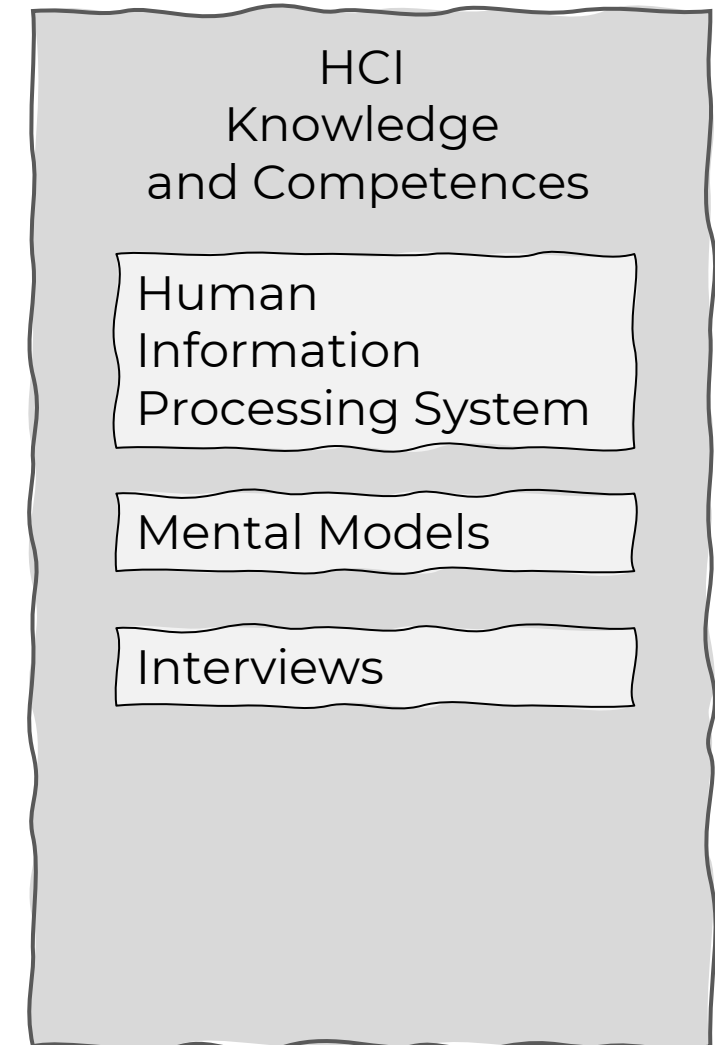 HCI
Knowledge
and Competences
Human
Information
Processing System
Mental Models
Interviews